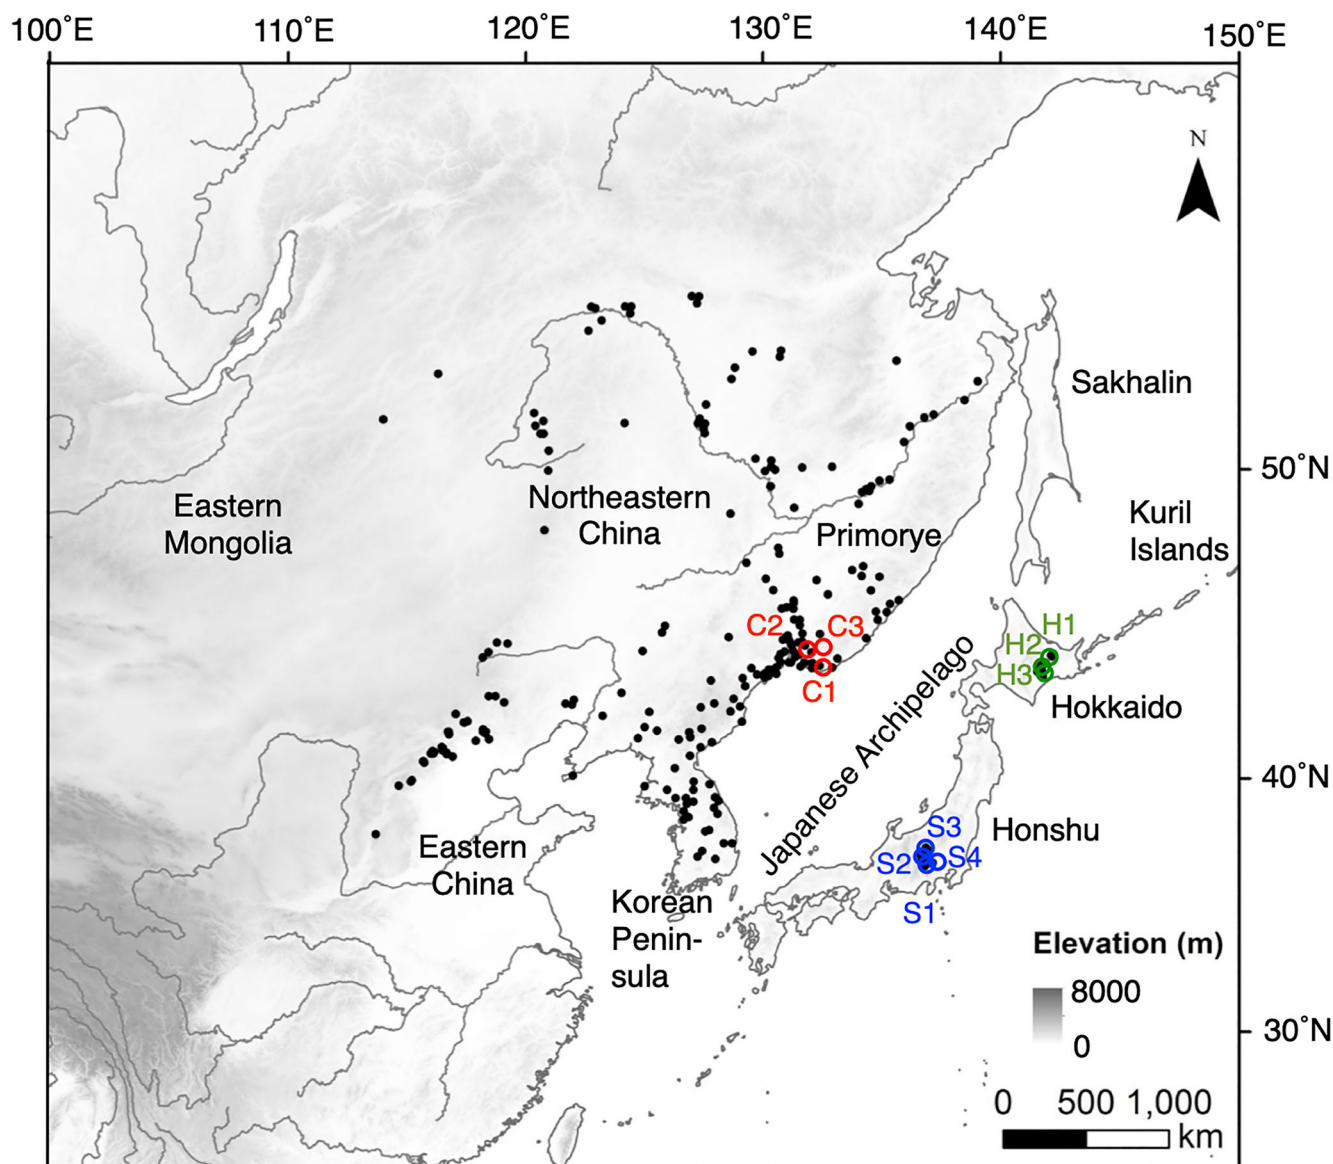 100˚E 110˚E 120˚E 130˚E 140˚E 150˚E
N
Sakhalin
50˚N
Eastern
Mongolia
Northeastern
China
Primorye
Kuril
Islands
C2 C3
C1
H1
H2
H3
Hokkaido
Japanese Archipelago
40˚N
S3
S2 S4
S1
Honshu
Eastern
China
Korean
Penin-
sula
Elevation (m)
8000
0
30˚N
0 500 1,000
km